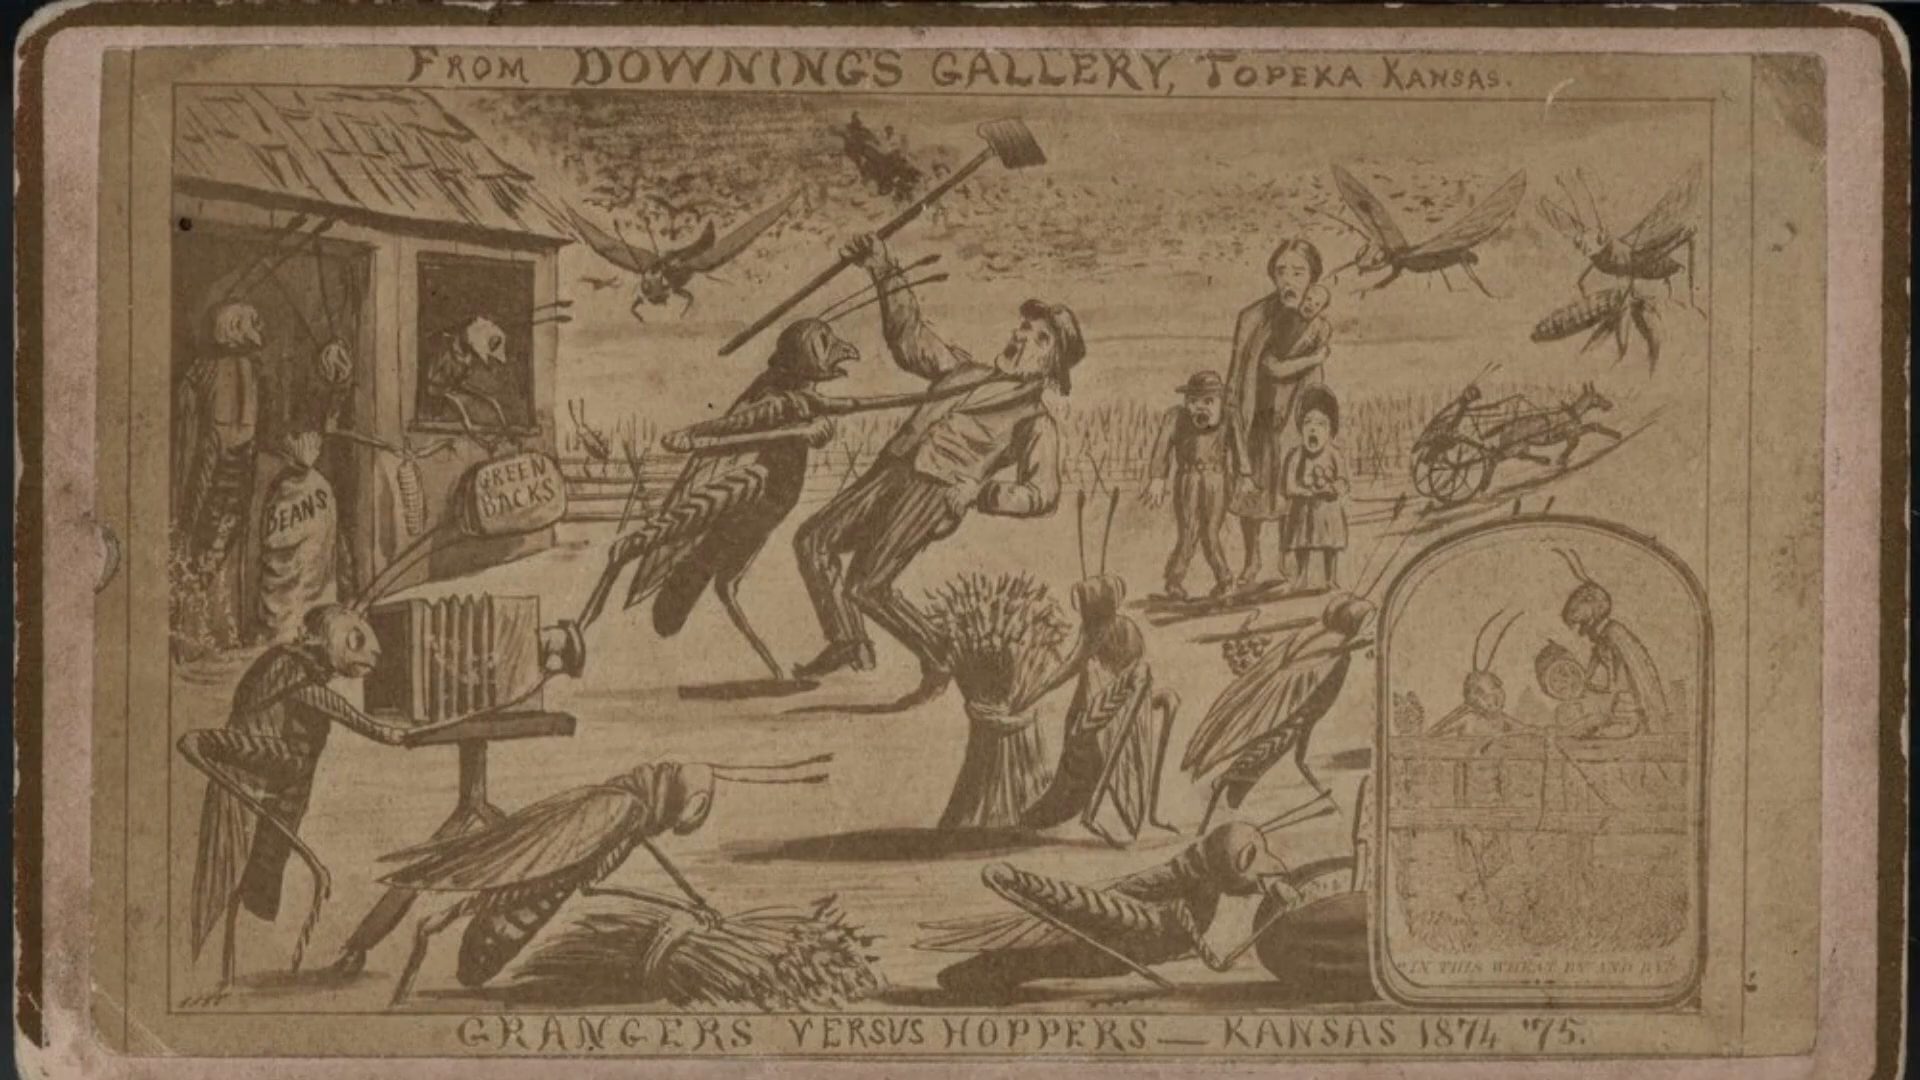 FROM DOWNING'S GALLERY, TOPEKA KANSAS.
BEANS
GREEN
BACKS
"IN THIS WHEAT BY AND BY"
GRANGERS VERSUS HOPPERS — KANSAS 1874 '75.